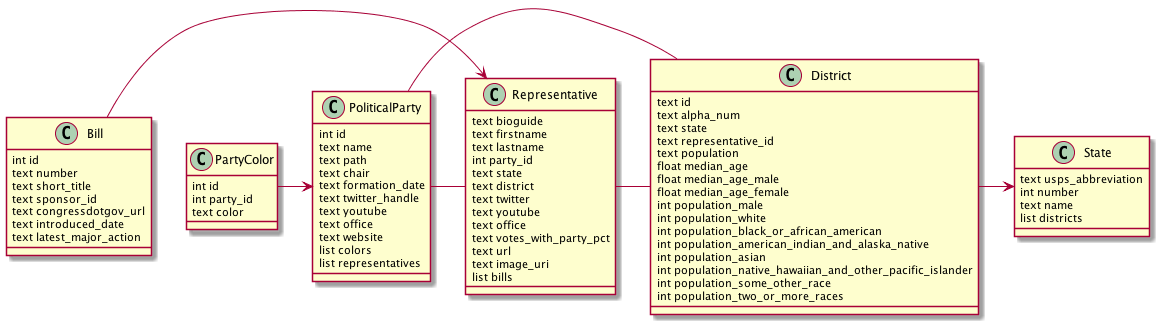 C Bill
int id
text number
text short_title
text sponsor_id
text congressdotgov_url
text introduced_date
text latest_major_action
C PartyColor
int id
int party_id
text color
C PoliticalParty
int id
text name
text path
text chair
text formation_date
text twitter_handle
text youtube
text office
text website
list colors
list representatives
C Representative
text bioguide
text firstname
text lastname
int party_id
text state
text district
text twitter
text youtube
text office
text votes_with_party_pct
text url
text image_uri
list bills
C District
text id
text alpha_num
text state
text representative_id
text population
float median_age
float median_age_male
float median_age_female
int population_male
int population_white
int population_black_or_african_american
int population_american_indian_and_alaska_native
int population_asian
int population_native_hawaiian_and_other_pacific_islander
int population_some_other_race
int population_two_or_more_races
C State
text usps_abbreviation
int number
text name
list districts